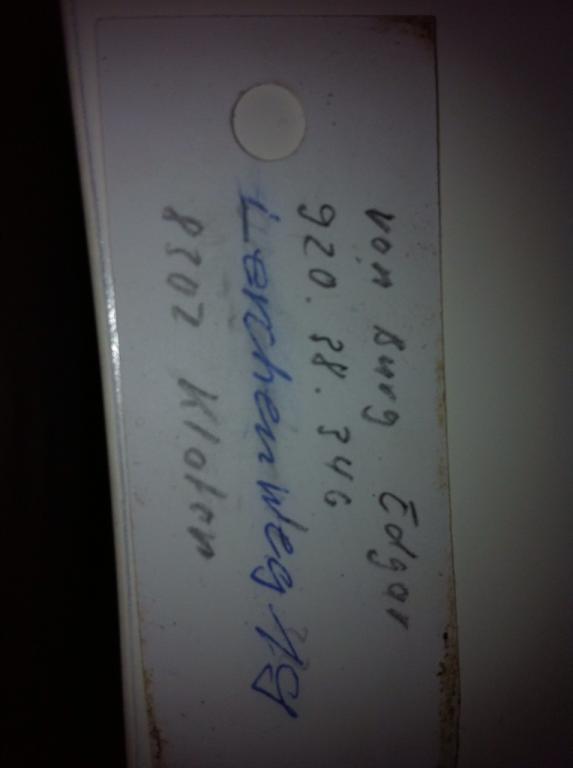 von Burg Edgar
920.38.346
Lerchenweg 19
8302 Kloten